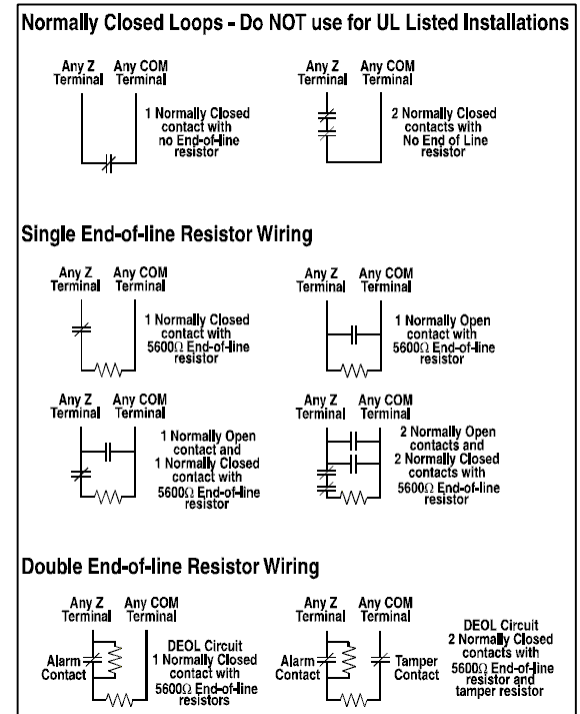 Normally Closed Loops - Do NOT use for UL Listed Installations
Any Z Any COM
Terminal Terminal
1 Normally Closed
contact with
no End-of-line
resistor
Any Z Any COM
Terminal Terminal
2 Normally Closed
contacts with
No End of Line
resistor
Single End-of-line Resistor Wiring
Any Z Any COM
Terminal Terminal
1 Normally Closed
contact with
5600Ω End-of-line
resistor
Any Z Any COM
Terminal Terminal
1 Normally Open
contact with
5600Ω End-of-line
resistor
Any Z Any COM
Terminal Terminal
1 Normally Open
contact and
1 Normally Closed
contact with
5600Ω End-of-line
resistor
Any Z Any COM
Terminal Terminal
2 Normally Open
contacts and
2 Normally Closed
contacts with
5600Ω End-of-line
resistor
Double End-of-line Resistor Wiring
Any Z Any COM
Terminal Terminal
Alarm
Contact
DEOL Circuit
1 Normally Closed
contact with
5600Ω End-of-line
resistors
Any Z Any COM
Terminal Terminal
Alarm
Contact
Tamper
Contact
DEOL Circuit
2 Normally Closed
contacts with
5600Ω End-of-line
resistor and
tamper resistor